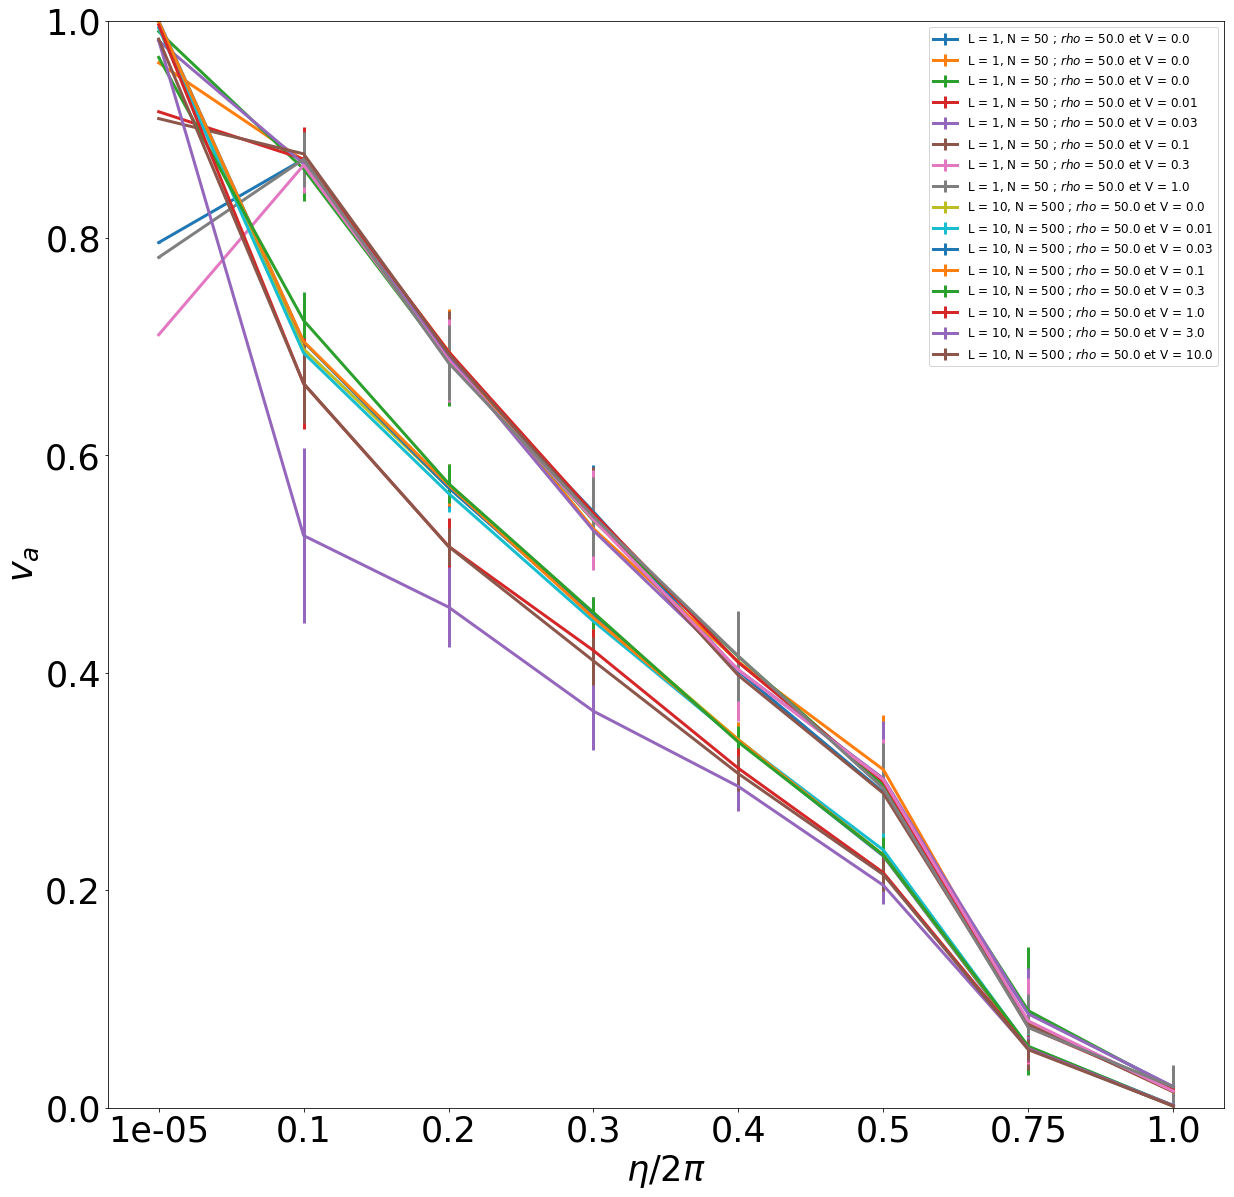 1.0
0.8
0.6
0.4
0.2
0.0
v_a
L = 1, N = 50 ; rho = 50.0 et V = 0.0
L = 1, N = 50 ; rho = 50.0 et V = 0.0
L = 1, N = 50 ; rho = 50.0 et V = 0.0
L = 1, N = 50 ; rho = 50.0 et V = 0.01
L = 1, N = 50 ; rho = 50.0 et V = 0.03
L = 1, N = 50 ; rho = 50.0 et V = 0.1
L = 1, N = 50 ; rho = 50.0 et V = 0.3
L = 1, N = 50 ; rho = 50.0 et V = 1.0
L = 10, N = 500 ; rho = 50.0 et V = 0.0
L = 10, N = 500 ; rho = 50.0 et V = 0.01
L = 10, N = 500 ; rho = 50.0 et V = 0.03
L = 10, N = 500 ; rho = 50.0 et V = 0.1
L = 10, N = 500 ; rho = 50.0 et V = 0.3
L = 10, N = 500 ; rho = 50.0 et V = 1.0
L = 10, N = 500 ; rho = 50.0 et V = 3.0
L = 10, N = 500 ; rho = 50.0 et V = 10.0
1e-05 0.1 0.2 0.3 0.4 0.5 0.75 1.0
η/2π